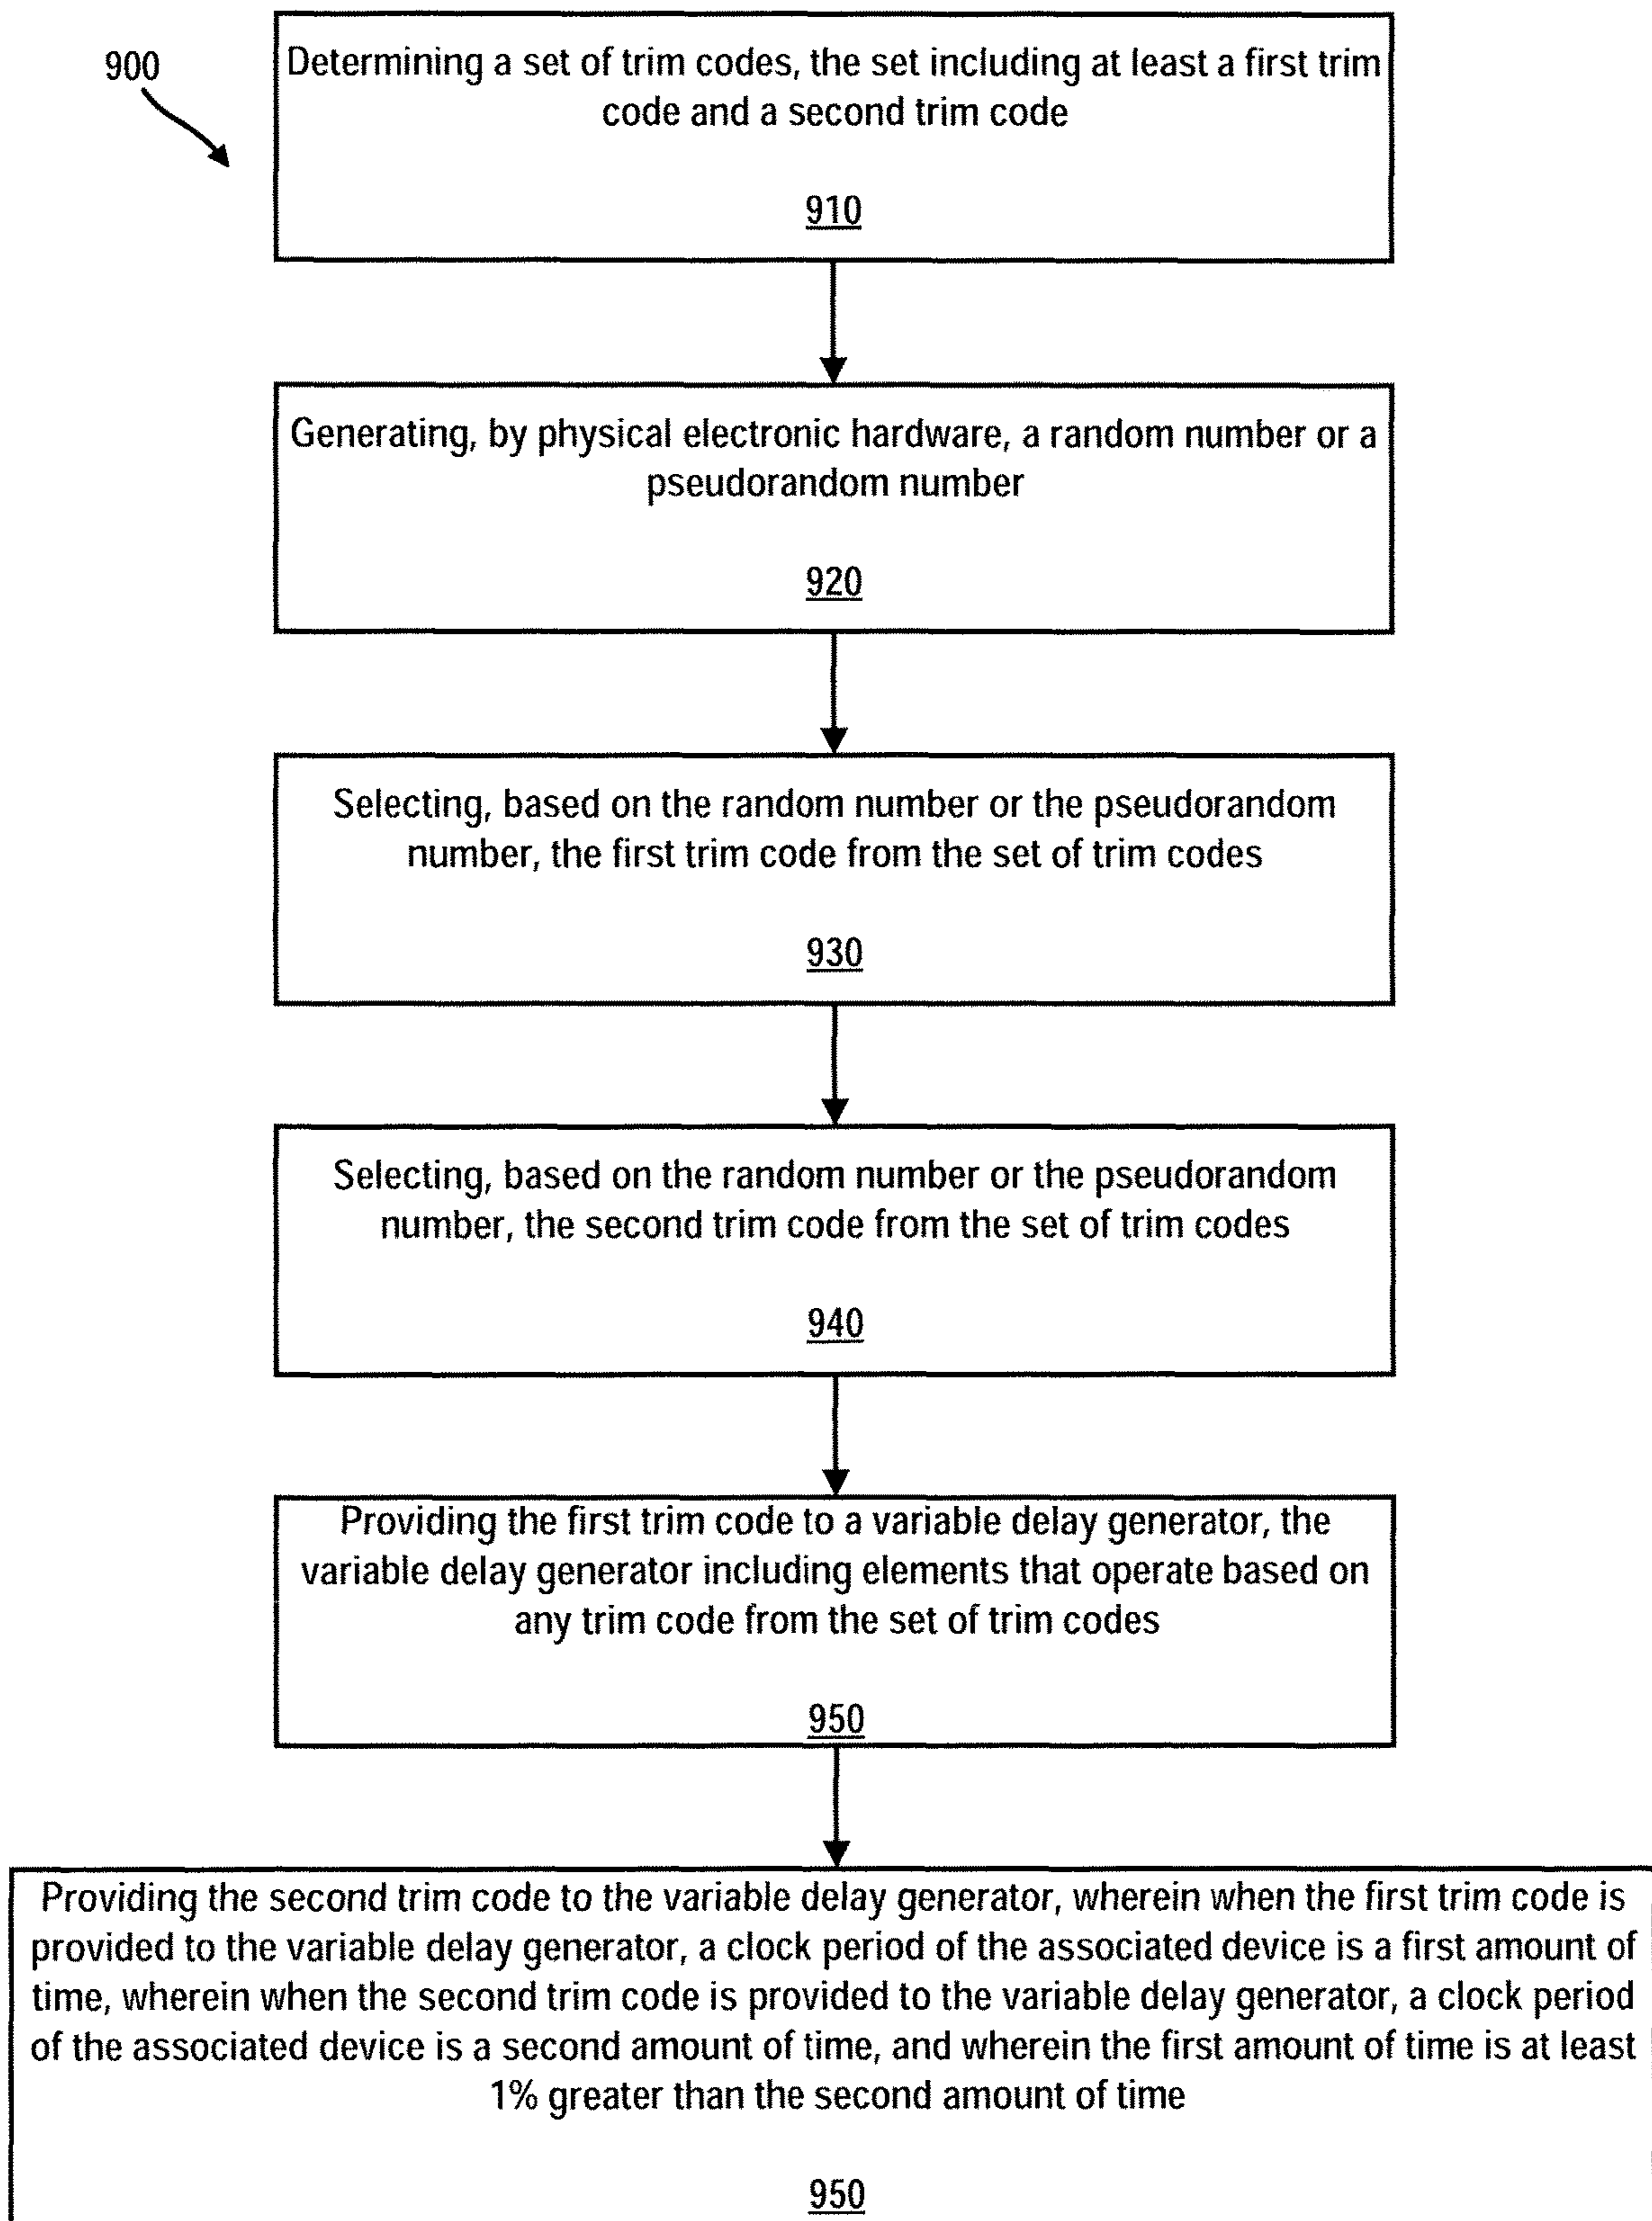 900
Determining a set of trim codes, the set including at least a first trim
code and a second trim code
910
Generating, by physical electronic hardware, a random number or a
pseudorandom number
920
Selecting, based on the random number or the pseudorandom
number, the first trim code from the set of trim codes
930
Selecting, based on the random number or the pseudorandom
number, the second trim code from the set of trim codes
940
Providing the first trim code to a variable delay generator, the
variable delay generator including elements that operate based on
any trim code from the set of trim codes
950
Providing the second trim code to the variable delay generator, wherein when the first trim code is
provided to the variable delay generator, a clock period of the associated device is a first amount of
time, wherein when the second trim code is provided to the variable delay generator, a clock period
of the associated device is a second amount of time, and wherein the first amount of time is at least
1% greater than the second amount of time
950